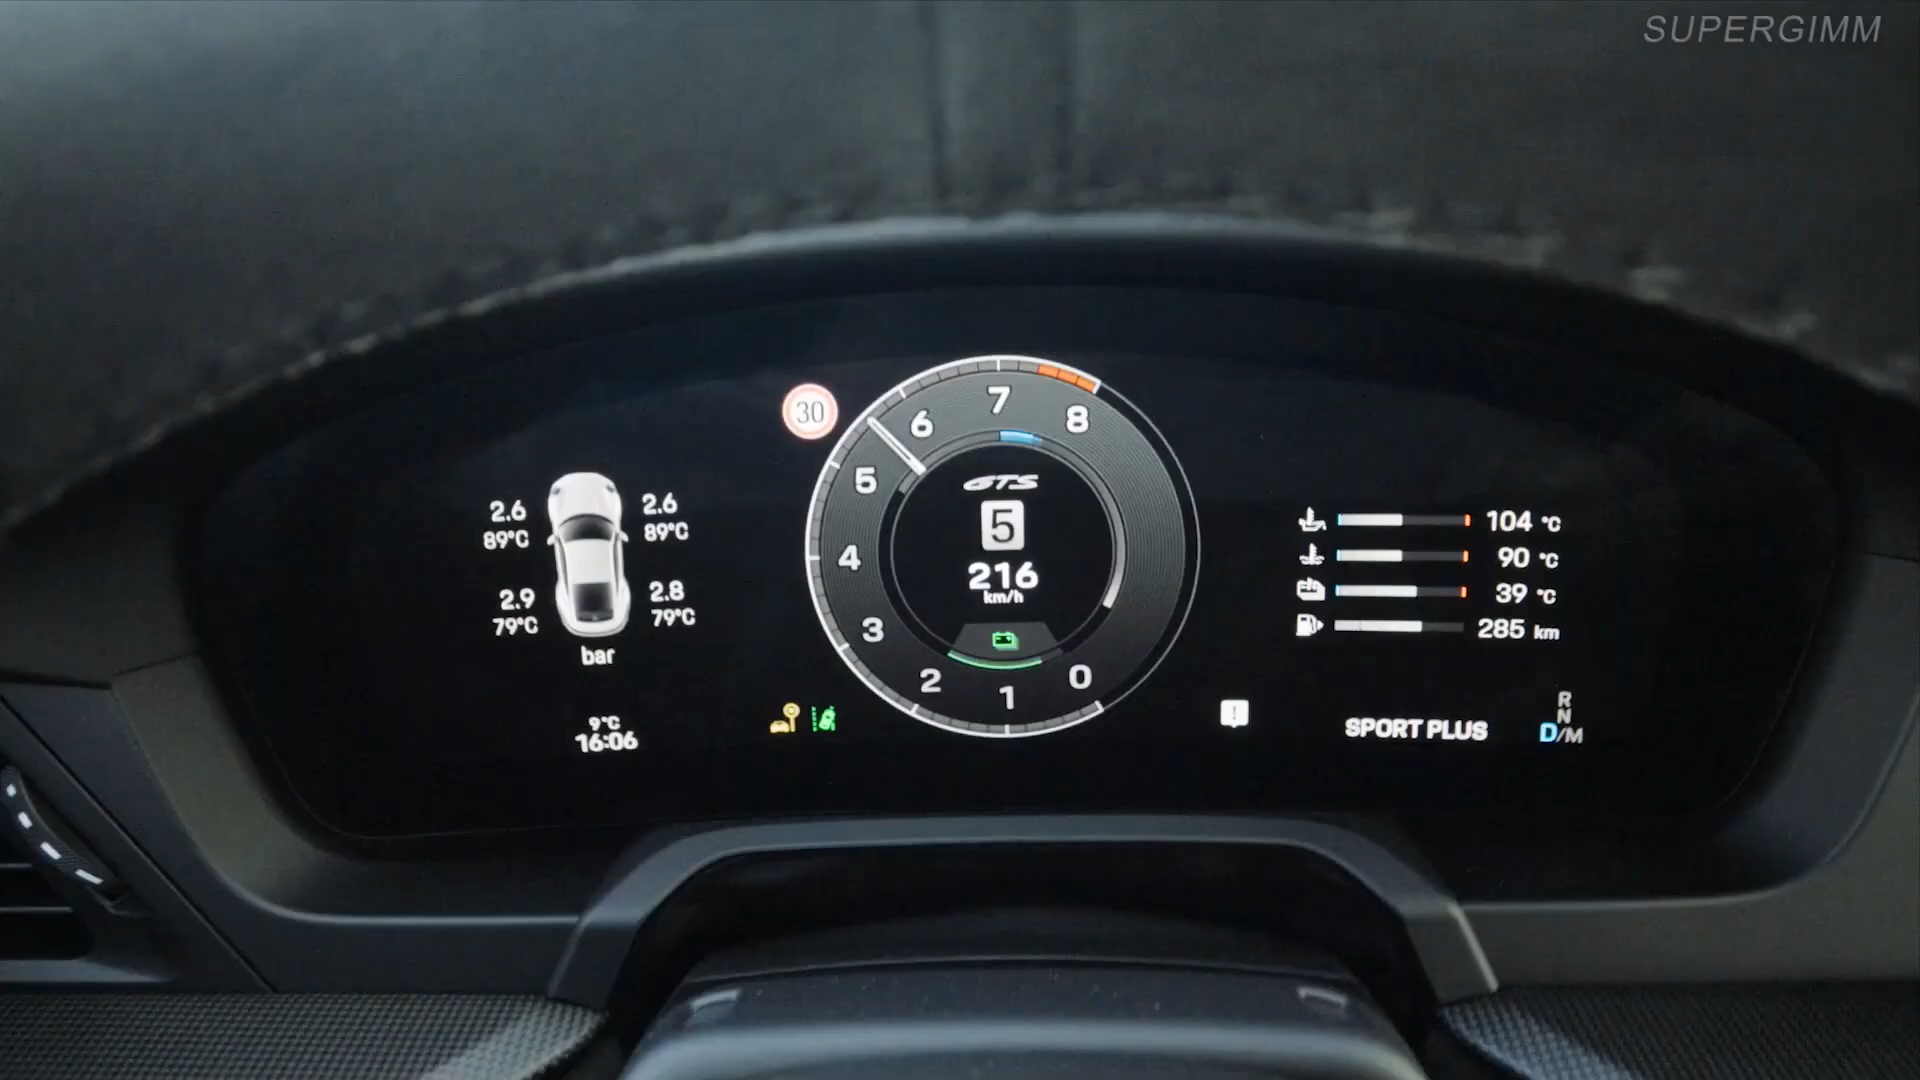 SUPERGIMM
30
7
6
8
5
4
3
2
1
0
GTS
5
216
km/h
2.6
89°C
2.6
89°C
2.9
79°C
2.8
79°C
bar
9°C
16:06
104 °C
90 °C
39 °C
285 km
SPORT PLUS
R
N
D/M